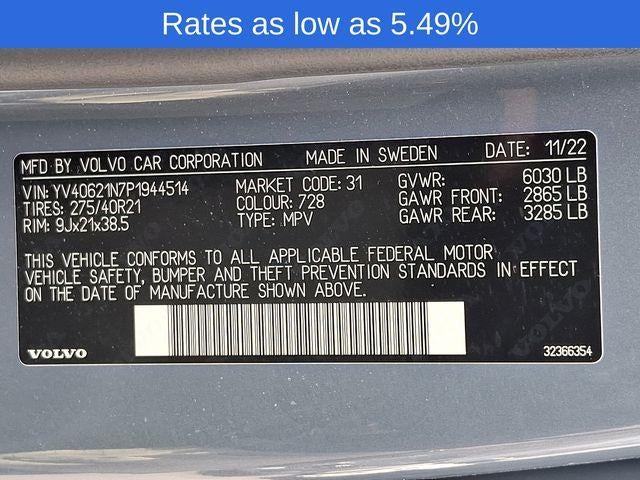 Rates as low as 5.49%
MFD BY VOLVO CAR CORPORATION MADE IN SWEDEN DATE: 11/22
VIN: YV40621N7P1944514 MARKET CODE: 31 GVWR: 6030 LB
TIRES: 275/40R21 COLOUR: 728 GAWR FRONT: 2865 LB
RIM: 9Jx21x38.5 TYPE: MPV GAWR REAR: 3285 LB
THIS VEHICLE CONFORMS TO ALL APPLICABLE FEDERAL MOTOR
VEHICLE SAFETY, BUMPER AND THEFT PREVENTION STANDARDS IN EFFECT
ON THE DATE OF MANUFACTURE SHOWN ABOVE.
VOLVO 32366354